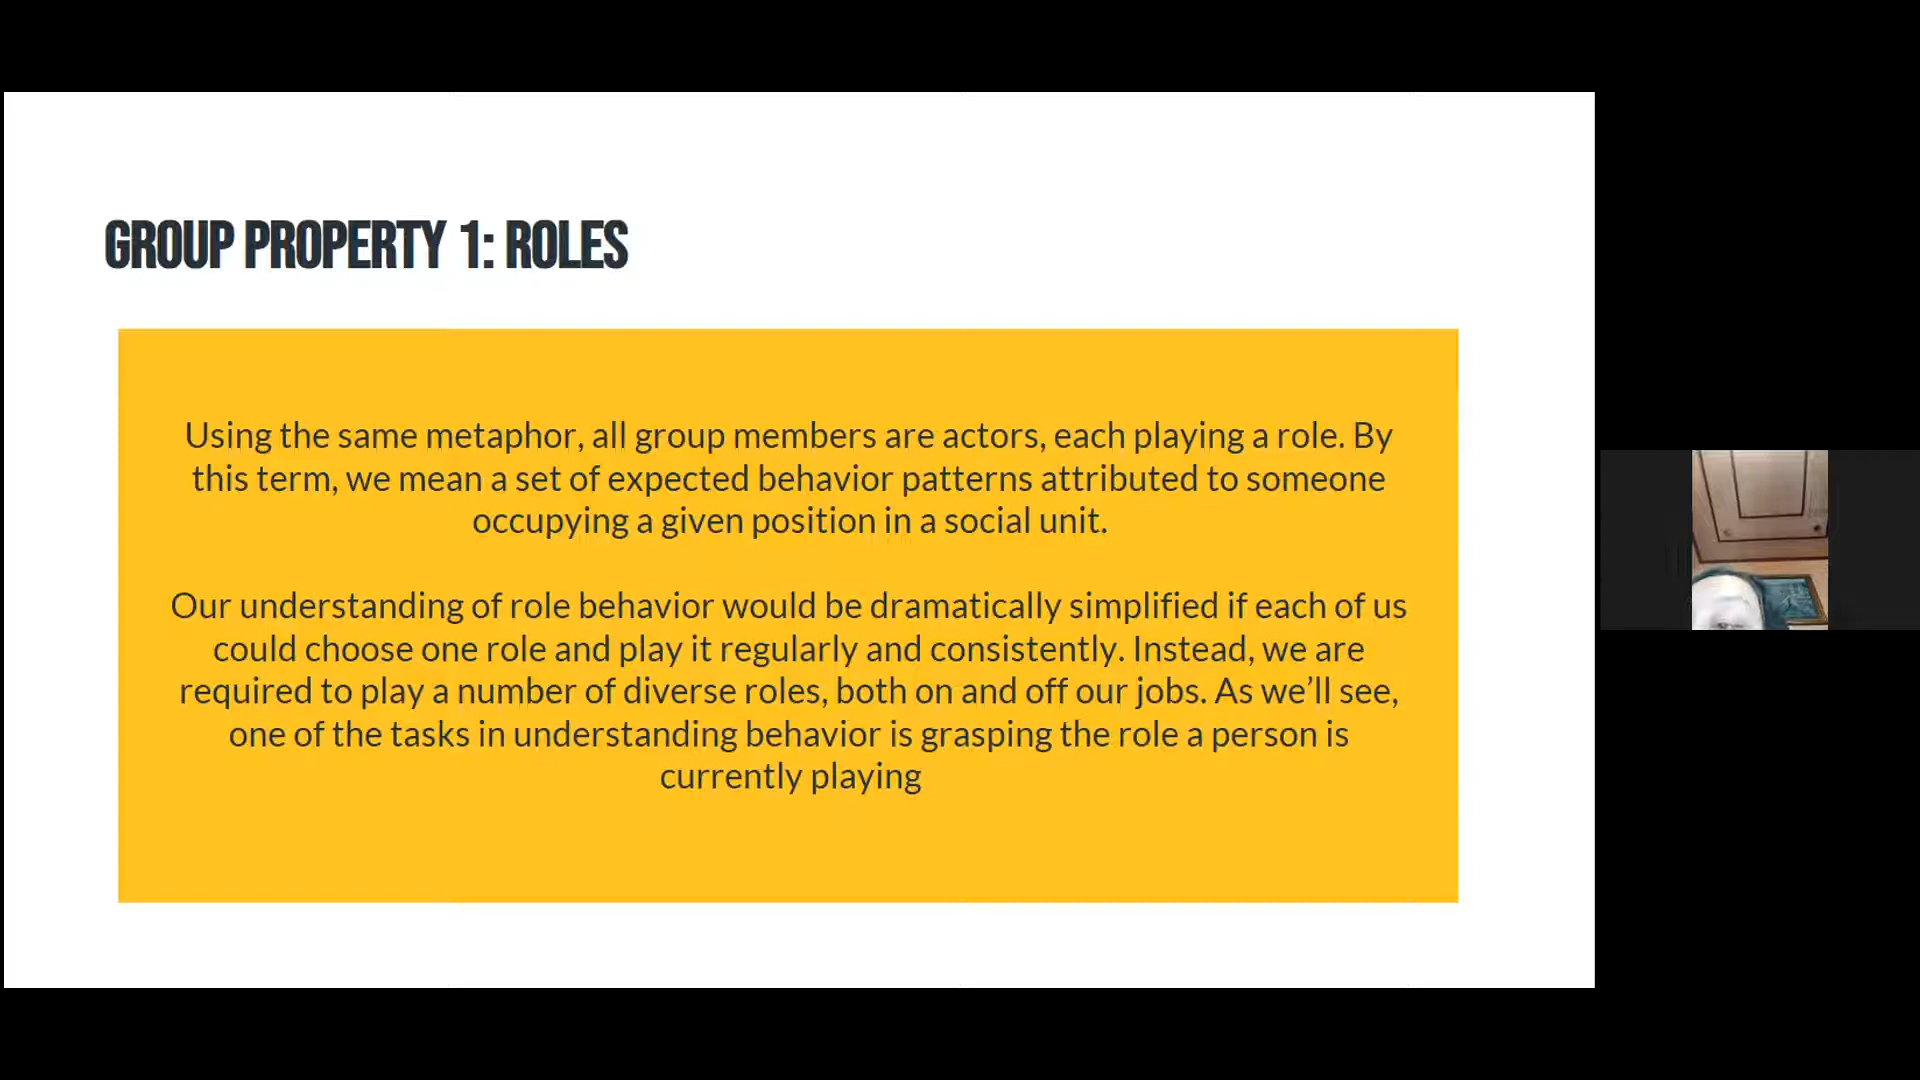 GROUP PROPERTY 1: ROLES
Using the same metaphor, all group members are actors, each playing a role. By
this term, we mean a set of expected behavior patterns attributed to someone
occupying a given position in a social unit.
Our understanding of role behavior would be dramatically simplified if each of us
could choose one role and play it regularly and consistently. Instead, we are
required to play a number of diverse roles, both on and off our jobs. As we’ll see,
one of the tasks in understanding behavior is grasping the role a person is
currently playing